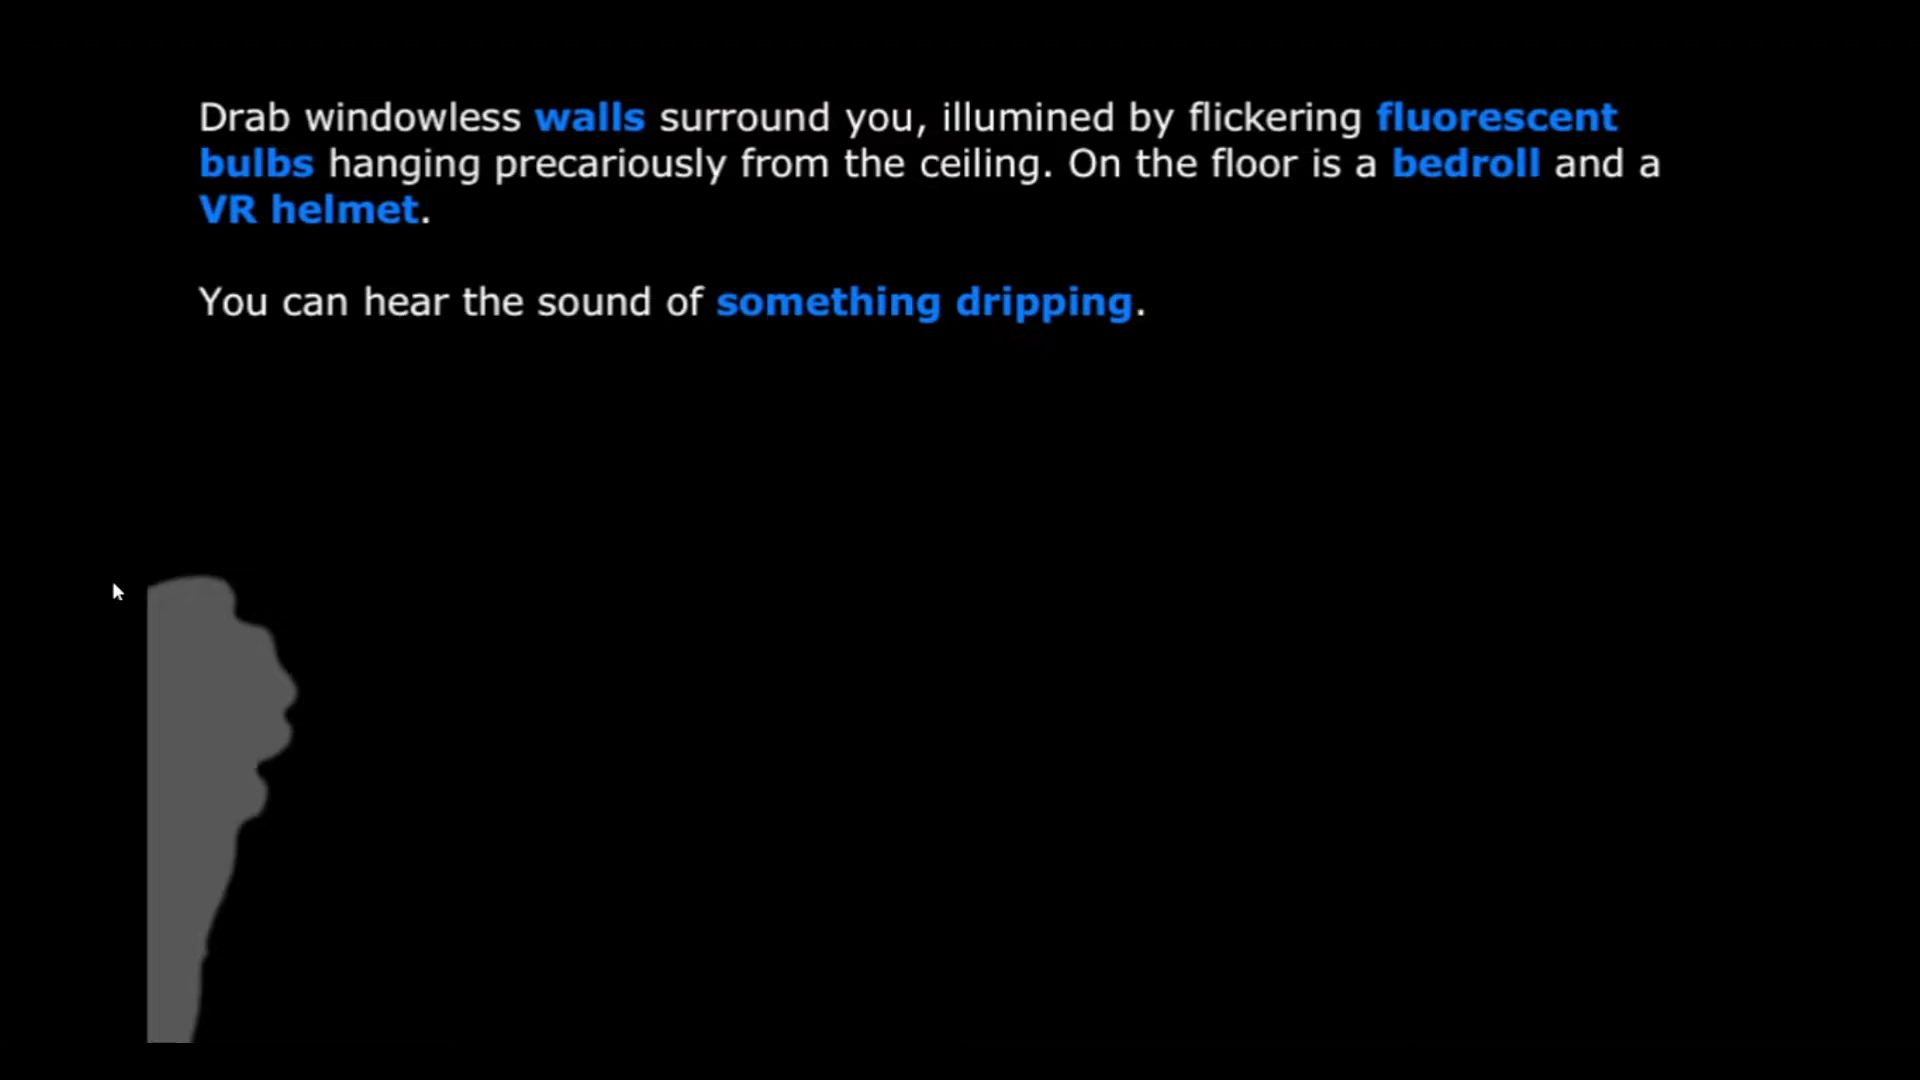 Drab windowless walls surround you, illumined by flickering fluorescent
bulbs hanging precariously from the ceiling. On the floor is a bedroll and a
VR helmet.
You can hear the sound of something dripping.